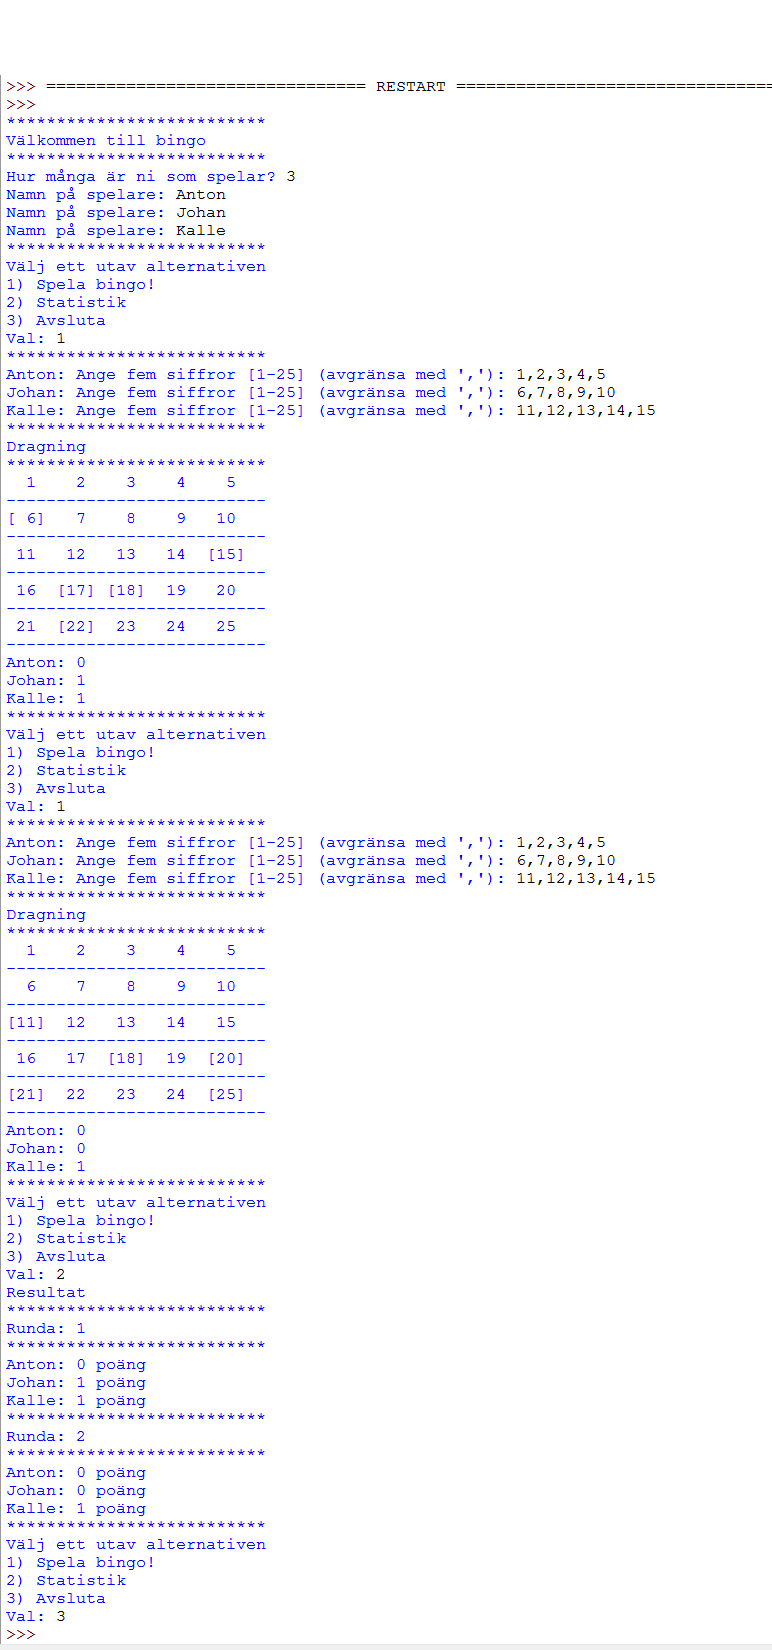 >>> ================================ RESTART ================================
>>>
**************************
Välkommen till bingo
**************************
Hur många är ni som spelar? 3
Namn på spelare: Anton
Namn på spelare: Johan
Namn på spelare: Kalle
**************************
Välj ett utav alternativen
1) Spela bingo!
2) Statistik
3) Avsluta
Val: 1
**************************
Anton: Ange fem siffror [1-25] (avgränsa med ','): 1,2,3,4,5
Johan: Ange fem siffror [1-25] (avgränsa med ','): 6,7,8,9,10
Kalle: Ange fem siffror [1-25] (avgränsa med ','): 11,12,13,14,15
**************************
Dragning
**************************
  1    2    3    4    5
--------------------------
[ 6]   7    8    9   10
--------------------------
 11   12   13   14  [15]
--------------------------
 16  [17] [18]  19   20
--------------------------
 21  [22]  23   24   25
--------------------------
Anton: 0
Johan: 1
Kalle: 1
**************************
Välj ett utav alternativen
1) Spela bingo!
2) Statistik
3) Avsluta
Val: 1
**************************
Anton: Ange fem siffror [1-25] (avgränsa med ','): 1,2,3,4,5
Johan: Ange fem siffror [1-25] (avgränsa med ','): 6,7,8,9,10
Kalle: Ange fem siffror [1-25] (avgränsa med ','): 11,12,13,14,15
**************************
Dragning
**************************
  1    2    3    4    5
--------------------------
  6    7    8    9   10
--------------------------
[11]  12   13   14   15
--------------------------
 16   17  [18]  19  [20]
--------------------------
[21]  22   23   24  [25]
--------------------------
Anton: 0
Johan: 0
Kalle: 1
**************************
Välj ett utav alternativen
1) Spela bingo!
2) Statistik
3) Avsluta
Val: 2
Resultat
**************************
Runda: 1
**************************
Anton: 0 poäng
Johan: 1 poäng
Kalle: 1 poäng
**************************
Runda: 2
**************************
Anton: 0 poäng
Johan: 0 poäng
Kalle: 1 poäng
**************************
Välj ett utav alternativen
1) Spela bingo!
2) Statistik
3) Avsluta
Val: 3
>>>